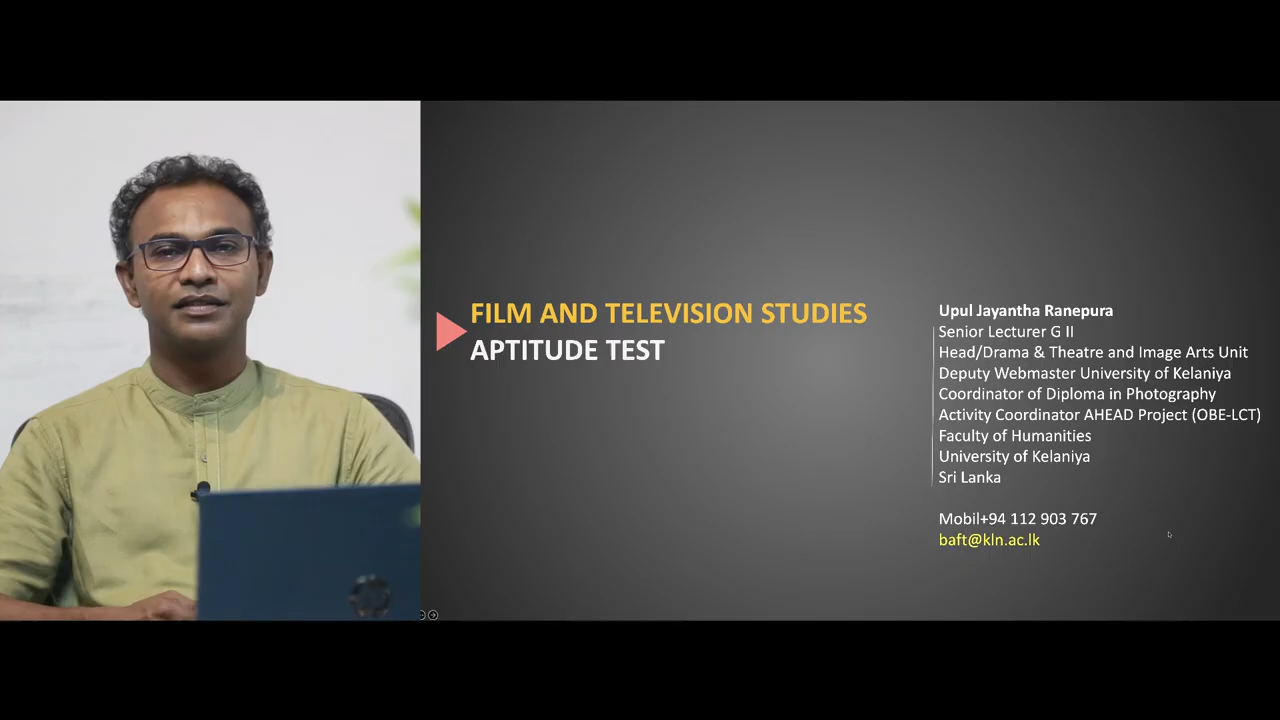 FILM AND TELEVISION STUDIES
APTITUDE TEST
Upul Jayantha Ranepura
Senior Lecturer G II
Head/Drama & Theatre and Image Arts Unit
Deputy Webmaster University of Kelaniya
Coordinator of Diploma in Photography
Activity Coordinator AHEAD Project (OBE-LCT)
Faculty of Humanities
University of Kelaniya
Sri Lanka
Mobil+94 112 903 767
baft@kln.ac.lk